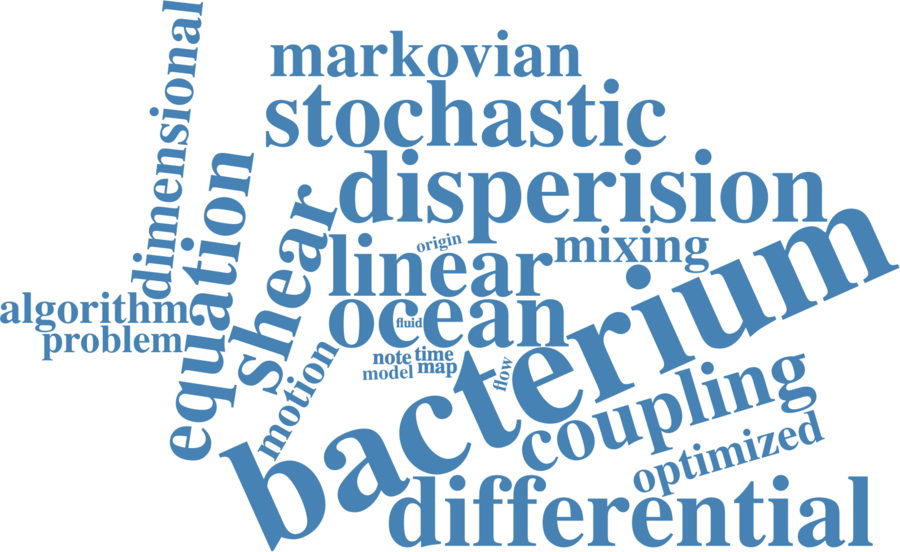 dimensional
markovian
stochastic
disperision
equation
shear
origin
mixing
linear
bacterium
algorithm
ocean
fluid
problem
note time
model map
flow
motion
coupling
optimized
differential